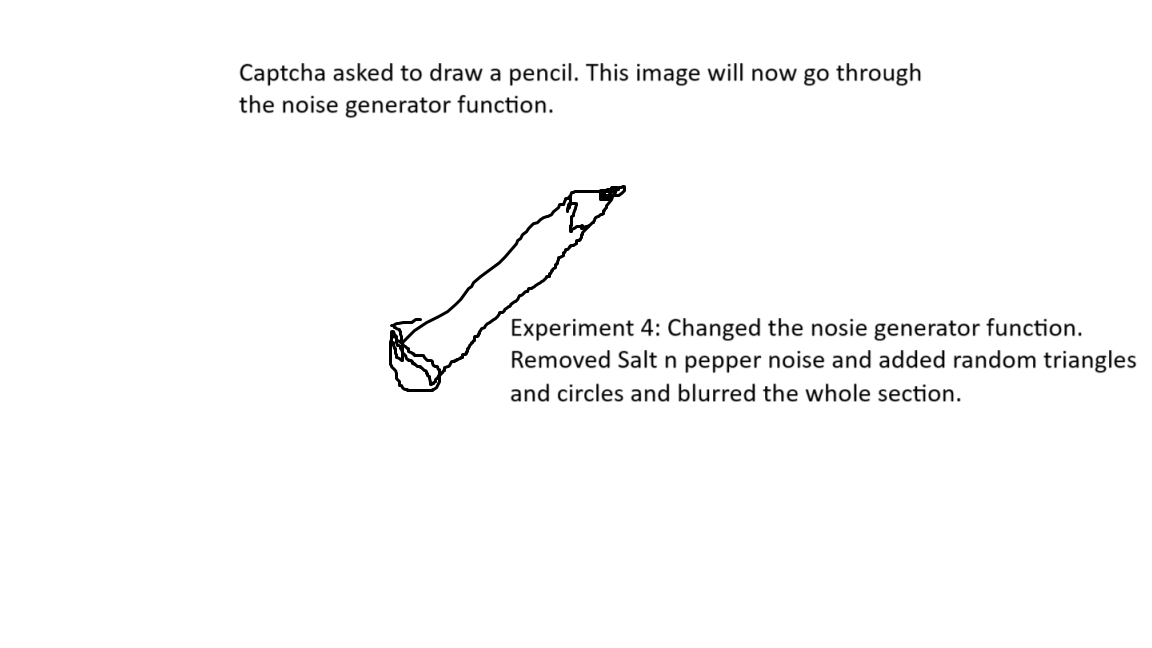 Captcha asked to draw a pencil. This image will now go through
the noise generator function.
Experiment 4: Changed the nosie generator function.
Removed Salt n pepper noise and added random triangles
and circles and blurred the whole section.